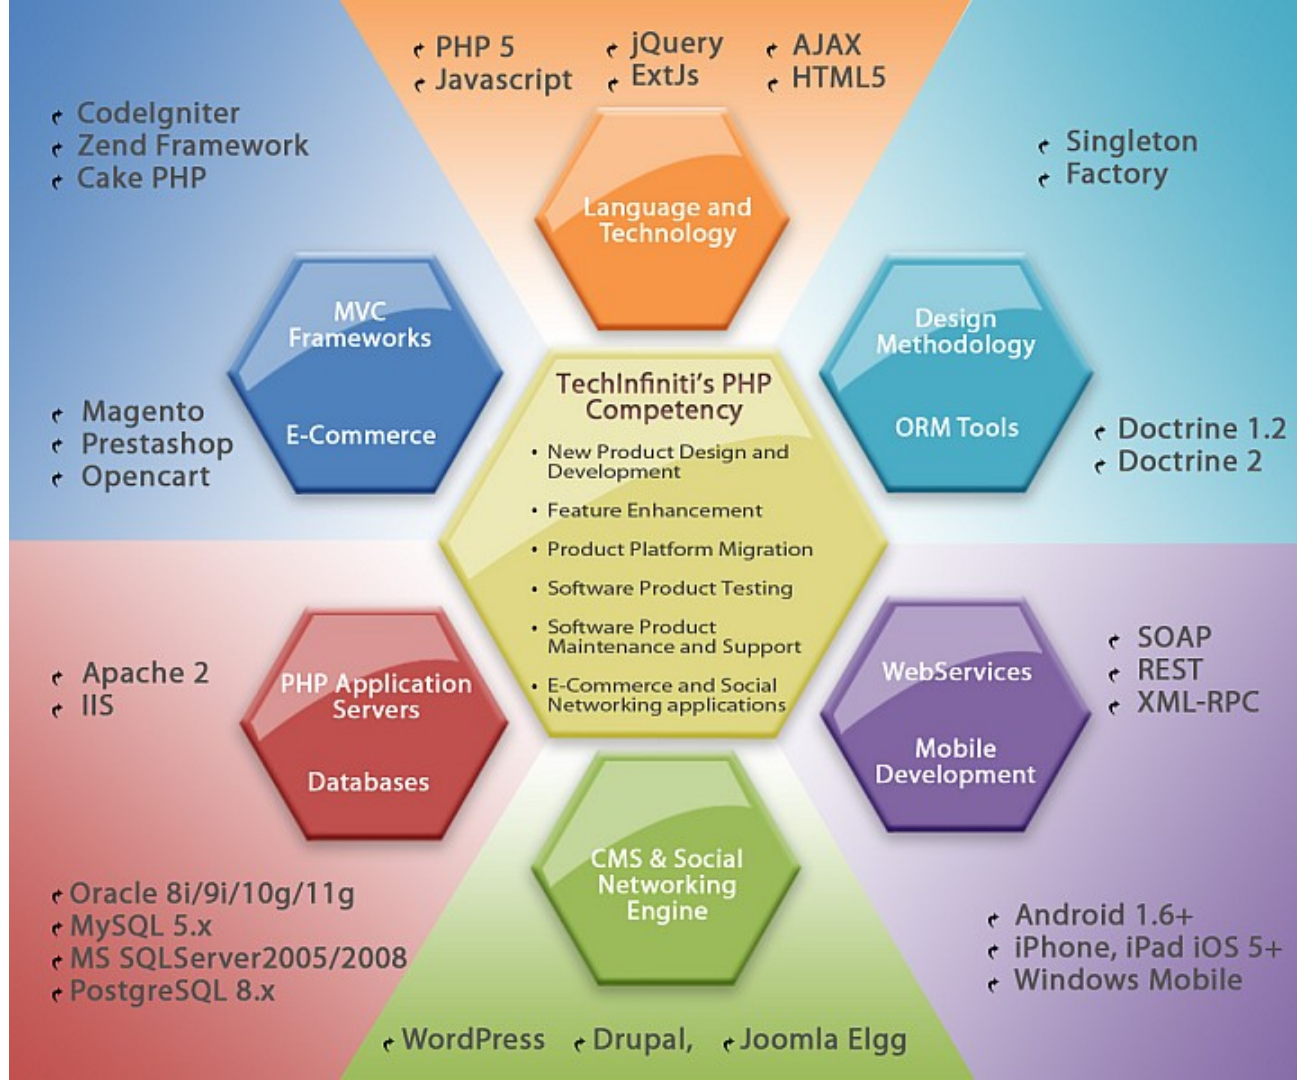 PHP 5
Javascript
jQuery
ExtJs
AJAX
HTML5
Language and
Technology
CodeIgniter
Zend Framework
Cake PHP
MVC
Frameworks
E-Commerce
Magento
Prestashop
Opencart
Singleton
Factory
Design
Methodology
ORM Tools
Doctrine 1.2
Doctrine 2
TechInfiniti's PHP
Competency
• New Product Design and
Development
• Feature Enhancement
• Product Platform Migration
• Software Product Testing
• Software Product
Maintenance and Support
• E-Commerce and Social
Networking applications
Apache 2
IIS
PHP Application
Servers
Databases
Oracle 8i/9i/10g/11g
MySQL 5.x
MS SQLServer2005/2008
PostgreSQL 8.x
WebServices
Mobile
Development
SOAP
REST
XML-RPC
Android 1.6+
iPhone, iPad iOS 5+
Windows Mobile
CMS & Social
Networking
Engine
WordPress
Drupal,
Joomla Elgg